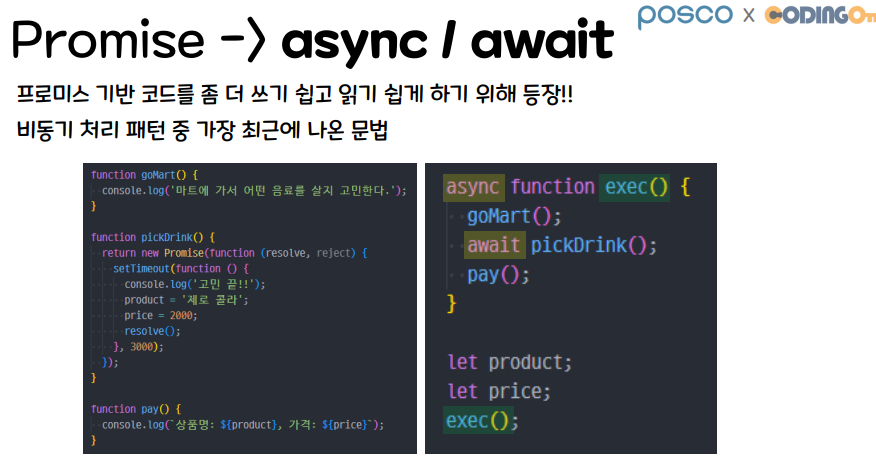 posco x CODINGOn
Promise -> async / await
프로미스 기반 코드를 좀 더 쓰기 쉽고 읽기 쉽게 하기 위해 등장!!
비동기 처리 패턴 중 가장 최근에 나온 문법
function goMart() {
console.log('마트에 가서 어떤 음료를 살지 고민한다.');
}
function pickDrink() {
return new Promise(function (resolve, reject) {
setTimeout(function () {
console.log('고민 끝!!');
product = '제로 콜라';
price = 2000;
resolve();
}, 3000);
});
}
function pay() {
console.log(`상품명: ${product}, 가격: ${price}`);
}
async function exec() {
goMart();
await pickDrink();
pay();
}
let product;
let price;
exec();